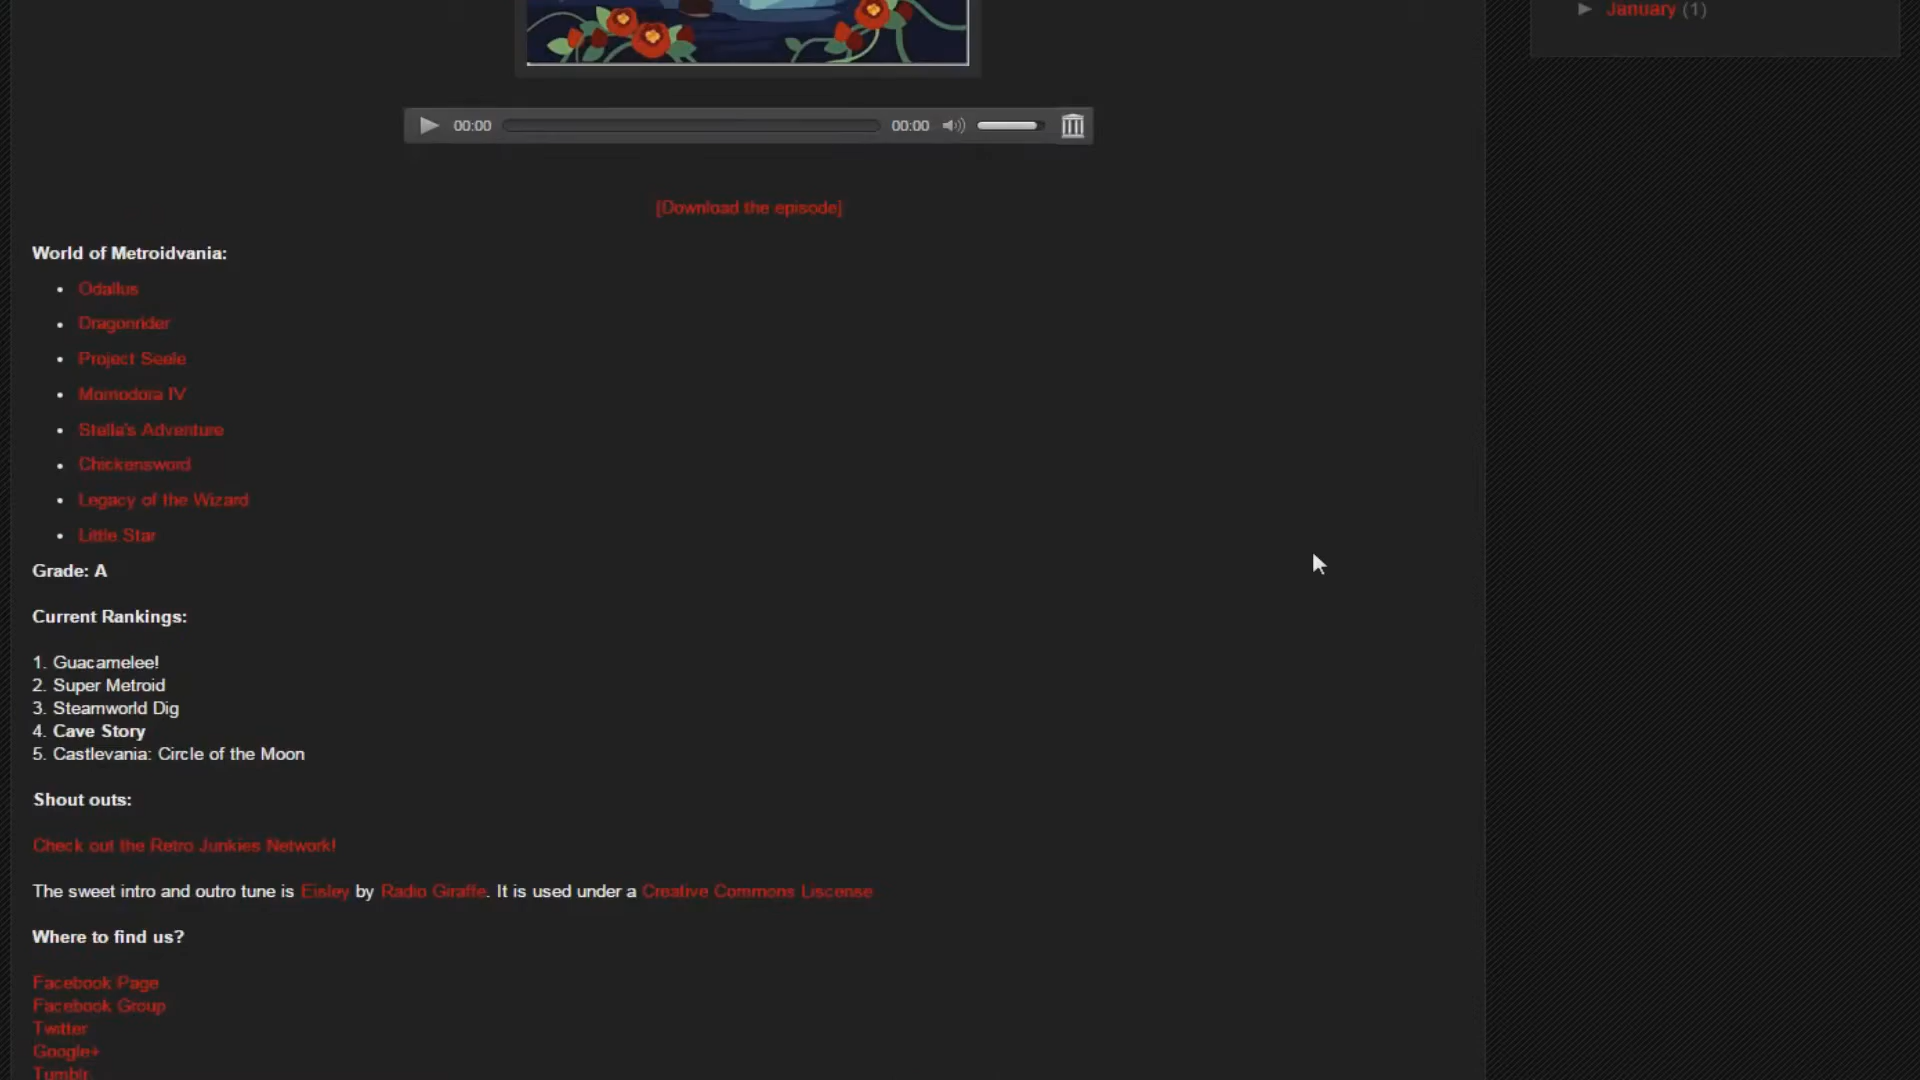 January (1)
00:00 00:00
[Download the episode]
World of Metroidvania:
Odallus
Dragonrider
Project Seele
Momodora IV
Stella's Adventure
Chickensword
Legacy of the Wizard
Little Star
Grade: A
Current Rankings:
1. Guacamelee!
2. Super Metroid
3. Steamworld Dig
4. Cave Story
5. Castlevania: Circle of the Moon
Shout outs:
Check out the Retro Junkies Network!
The sweet intro and outro tune is Eisley by Radio Giraffe. It is used under a Creative Commons Liscense
Where to find us?
Facebook Page
Facebook Group
Twitter
Google+
Tumblr